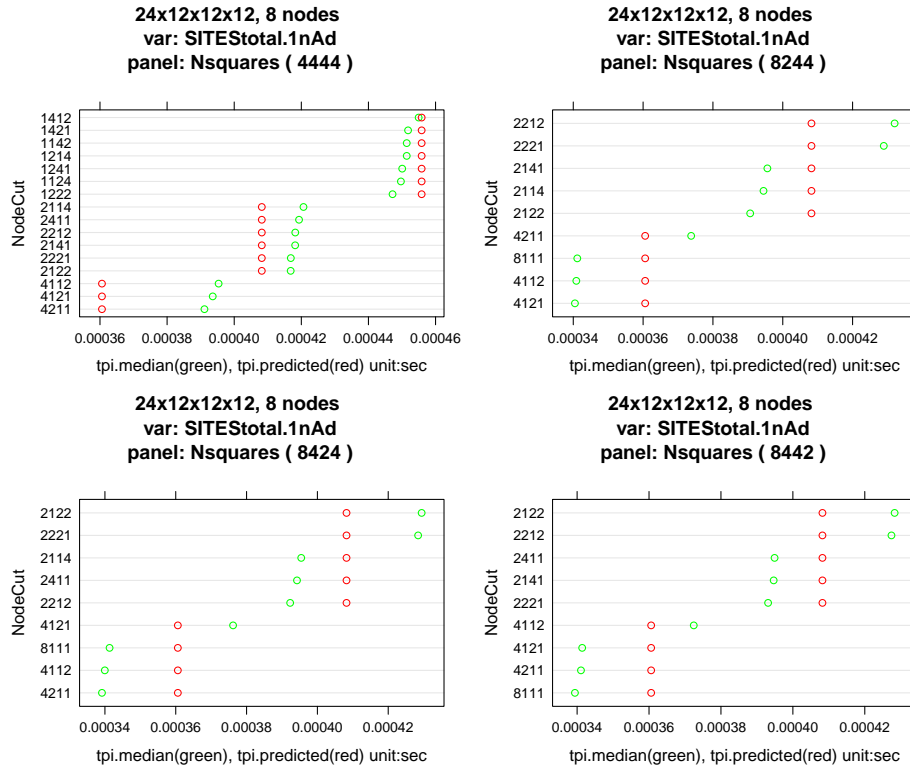 24x12x12x12, 8 nodes
var: SITEStotal.1nAd
panel: Nsquares ( 4444 )
NodeCut
1412
1421
1142
1214
1241
1124
1222
2114
2411
2212
2141
2221
2122
4112
4121
4211
0.00036 0.00038 0.00040 0.00042 0.00044 0.00046
tpi.median(green), tpi.predicted(red) unit:sec
24x12x12x12, 8 nodes
var: SITEStotal.1nAd
panel: Nsquares ( 8244 )
NodeCut
2212
2221
2141
2114
2122
4211
8111
4112
4121
0.00034 0.00036 0.00038 0.00040 0.00042
tpi.median(green), tpi.predicted(red) unit:sec
24x12x12x12, 8 nodes
var: SITEStotal.1nAd
panel: Nsquares ( 8424 )
NodeCut
2122
2221
2114
2411
2212
4121
8111
4112
4211
0.00034 0.00036 0.00038 0.00040 0.00042
tpi.median(green), tpi.predicted(red) unit:sec
24x12x12x12, 8 nodes
var: SITEStotal.1nAd
panel: Nsquares ( 8442 )
NodeCut
2122
2212
2411
2141
2221
4112
4121
4211
8111
0.00034 0.00036 0.00038 0.00040 0.00042
tpi.median(green), tpi.predicted(red) unit:sec